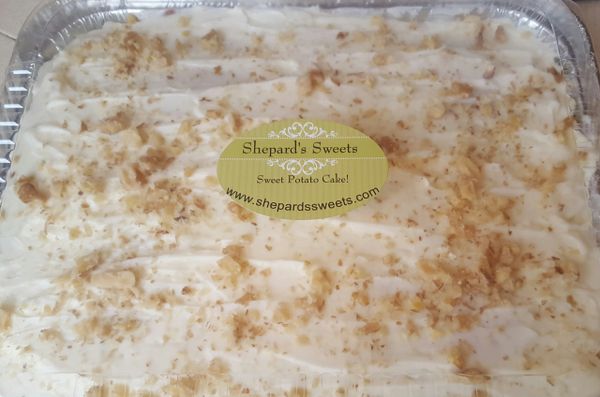 Shepard's Sweets
Sweet Potato Cake!
www.shepardssweets.com